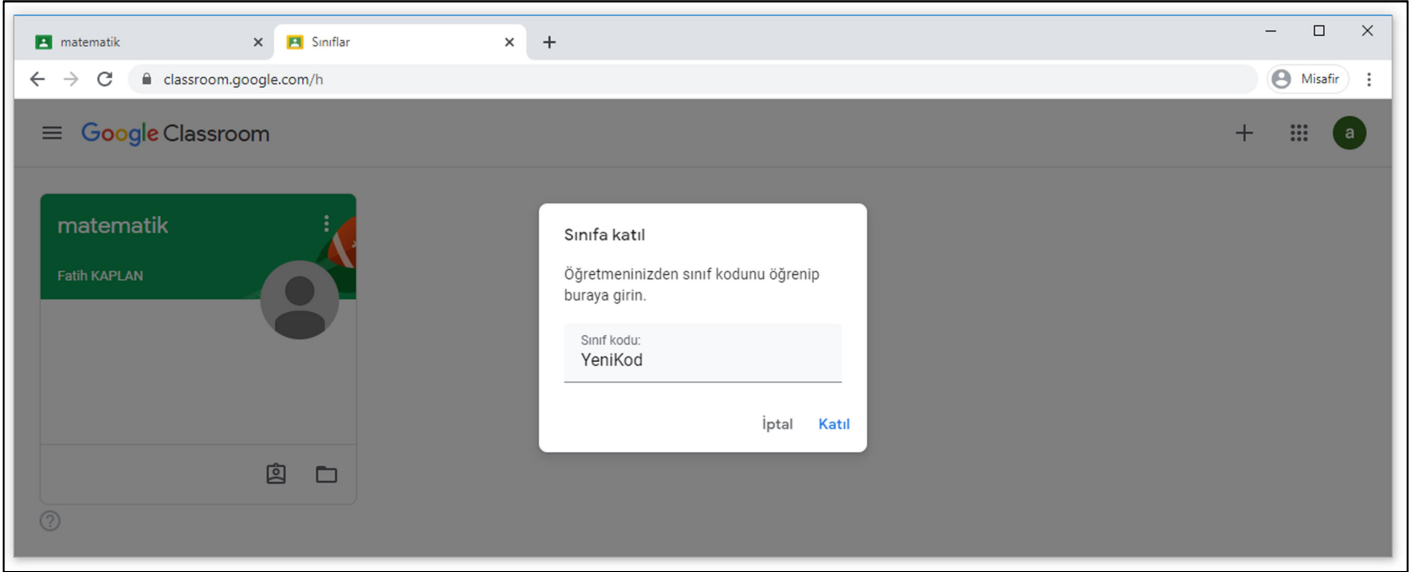 matematik
Sınıflar
classroom.google.com/h
Misafir
Google Classroom
a
matematik
Fatih KAPLAN
Sınıfa katıl
Öğretmeninizden sınıf kodunu öğrenip
buraya girin.
Sınıf kodu:
YeniKod
İptal Katıl